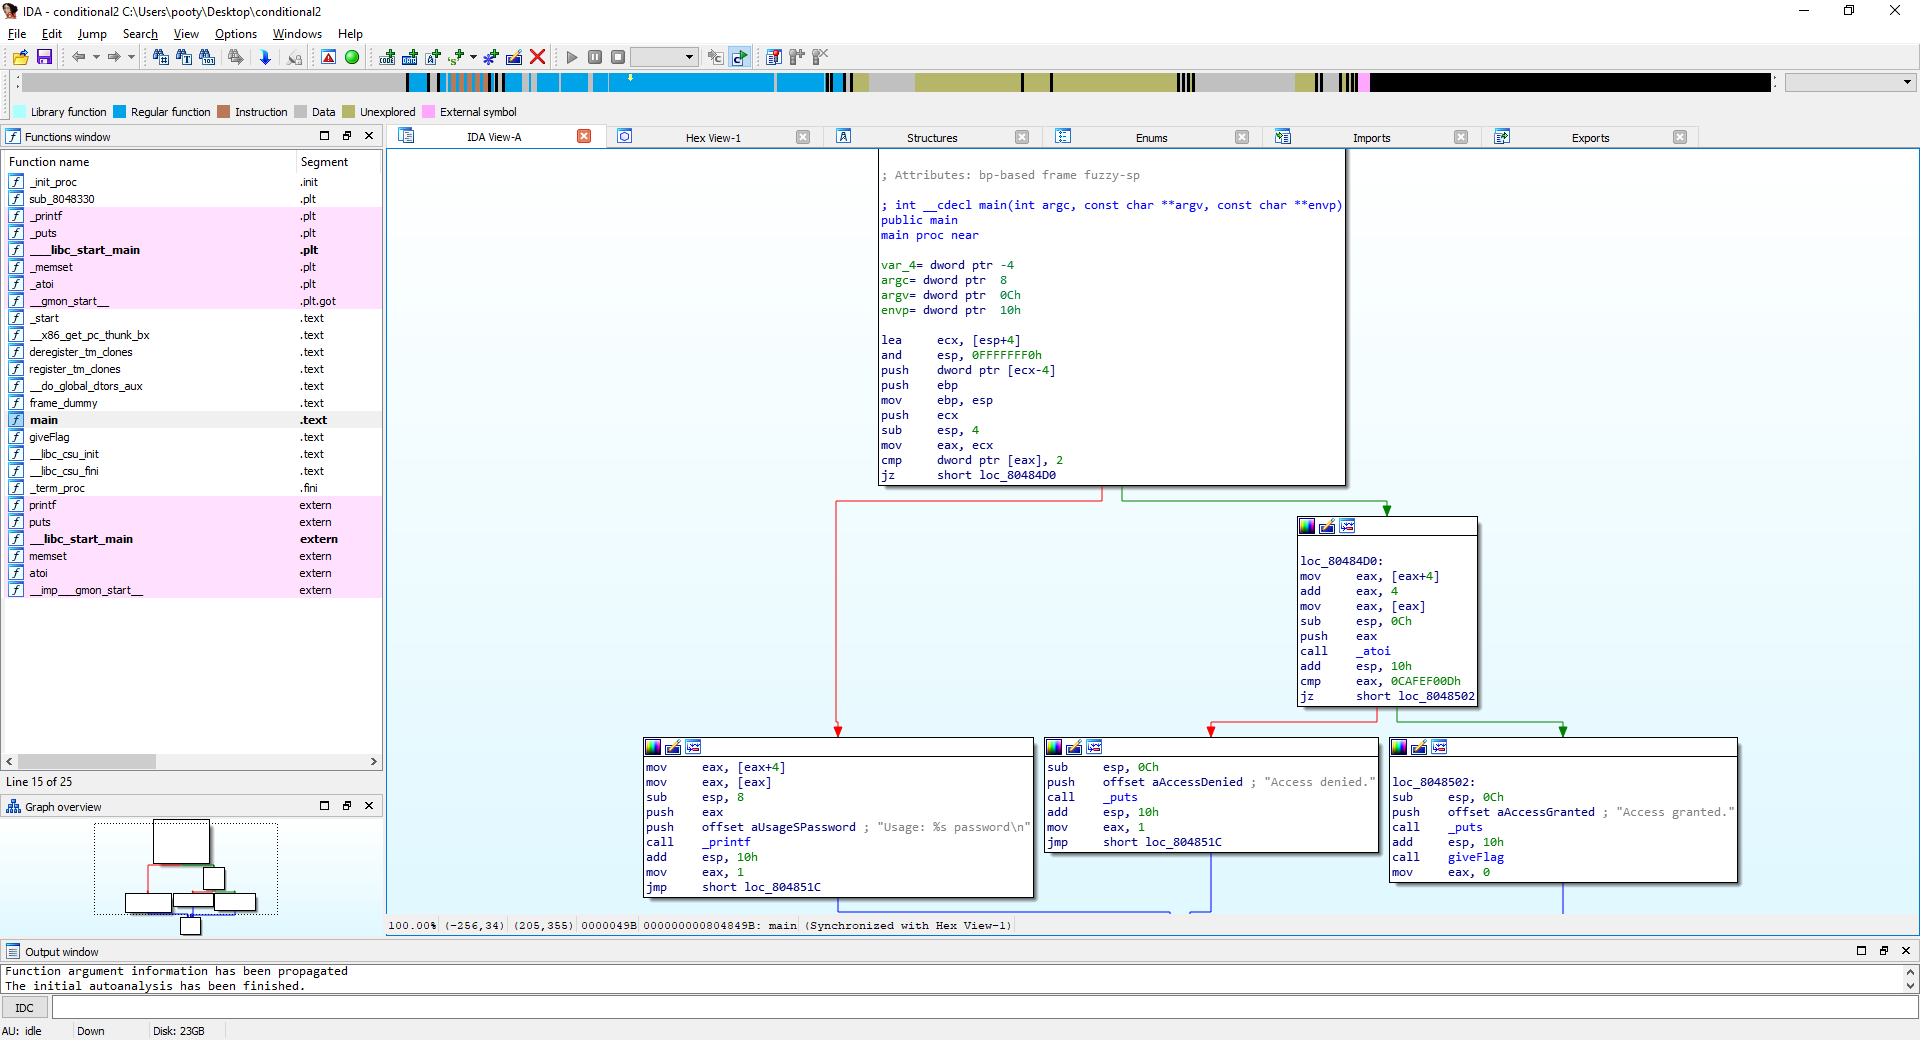 IDA - conditional2 C:\Users\pooty\Desktop\conditional2
File Edit Jump Search View Options Windows Help
Library function Regular function Instruction Data Unexplored External symbol
Functions window
Function name Segment
_init_proc .init
sub_8048330 .plt
_printf .plt
_puts .plt
___libc_start_main .plt
_memset .plt
_atoi .plt
__gmon_start__ .plt.got
_start .text
__x86_get_pc_thunk_bx .text
deregister_tm_clones .text
register_tm_clones .text
__do_global_dtors_aux .text
frame_dummy .text
main .text
giveFlag .text
__libc_csu_init .text
__libc_csu_fini .text
_term_proc .fini
printf extern
puts extern
__libc_start_main extern
memset extern
atoi extern
__imp___gmon_start__ extern
Line 15 of 25
Graph overview
IDA View-A Hex View-1 Structures Enums Imports Exports
; Attributes: bp-based frame fuzzy-sp
; int __cdecl main(int argc, const char **argv, const char **envp)
public main
main proc near
var_4= dword ptr -4
argc= dword ptr 8
argv= dword ptr 0Ch
envp= dword ptr 10h
lea ecx, [esp+4]
and esp, 0FFFFFFF0h
push dword ptr [ecx-4]
push ebp
mov ebp, esp
push ecx
sub esp, 4
mov eax, ecx
cmp dword ptr [eax], 2
jz short loc_80484D0
loc_80484D0:
mov eax, [eax+4]
add eax, 4
mov eax, [eax]
sub esp, 0Ch
push eax
call _atoi
add esp, 10h
cmp eax, 0CAFEF00Dh
jz short loc_8048502
mov eax, [eax+4]
mov eax, [eax]
sub esp, 8
push eax
push offset aUsageSPassword ; "Usage: %s password\n"
call _printf
add esp, 10h
mov eax, 1
jmp short loc_804851C
sub esp, 0Ch
push offset aAccessDenied ; "Access denied."
call _puts
add esp, 10h
mov eax, 1
jmp short loc_804851C
loc_8048502:
sub esp, 0Ch
push offset aAccessGranted ; "Access granted."
call _puts
add esp, 10h
call giveFlag
mov eax, 0
100.00% (-256,34) (205,355) 0000049B 000000000804849B: main (Synchronized with Hex View-1)
Output window
Function argument information has been propagated
The initial autoanalysis has been finished.
IDC
AU: idle Down Disk: 23GB